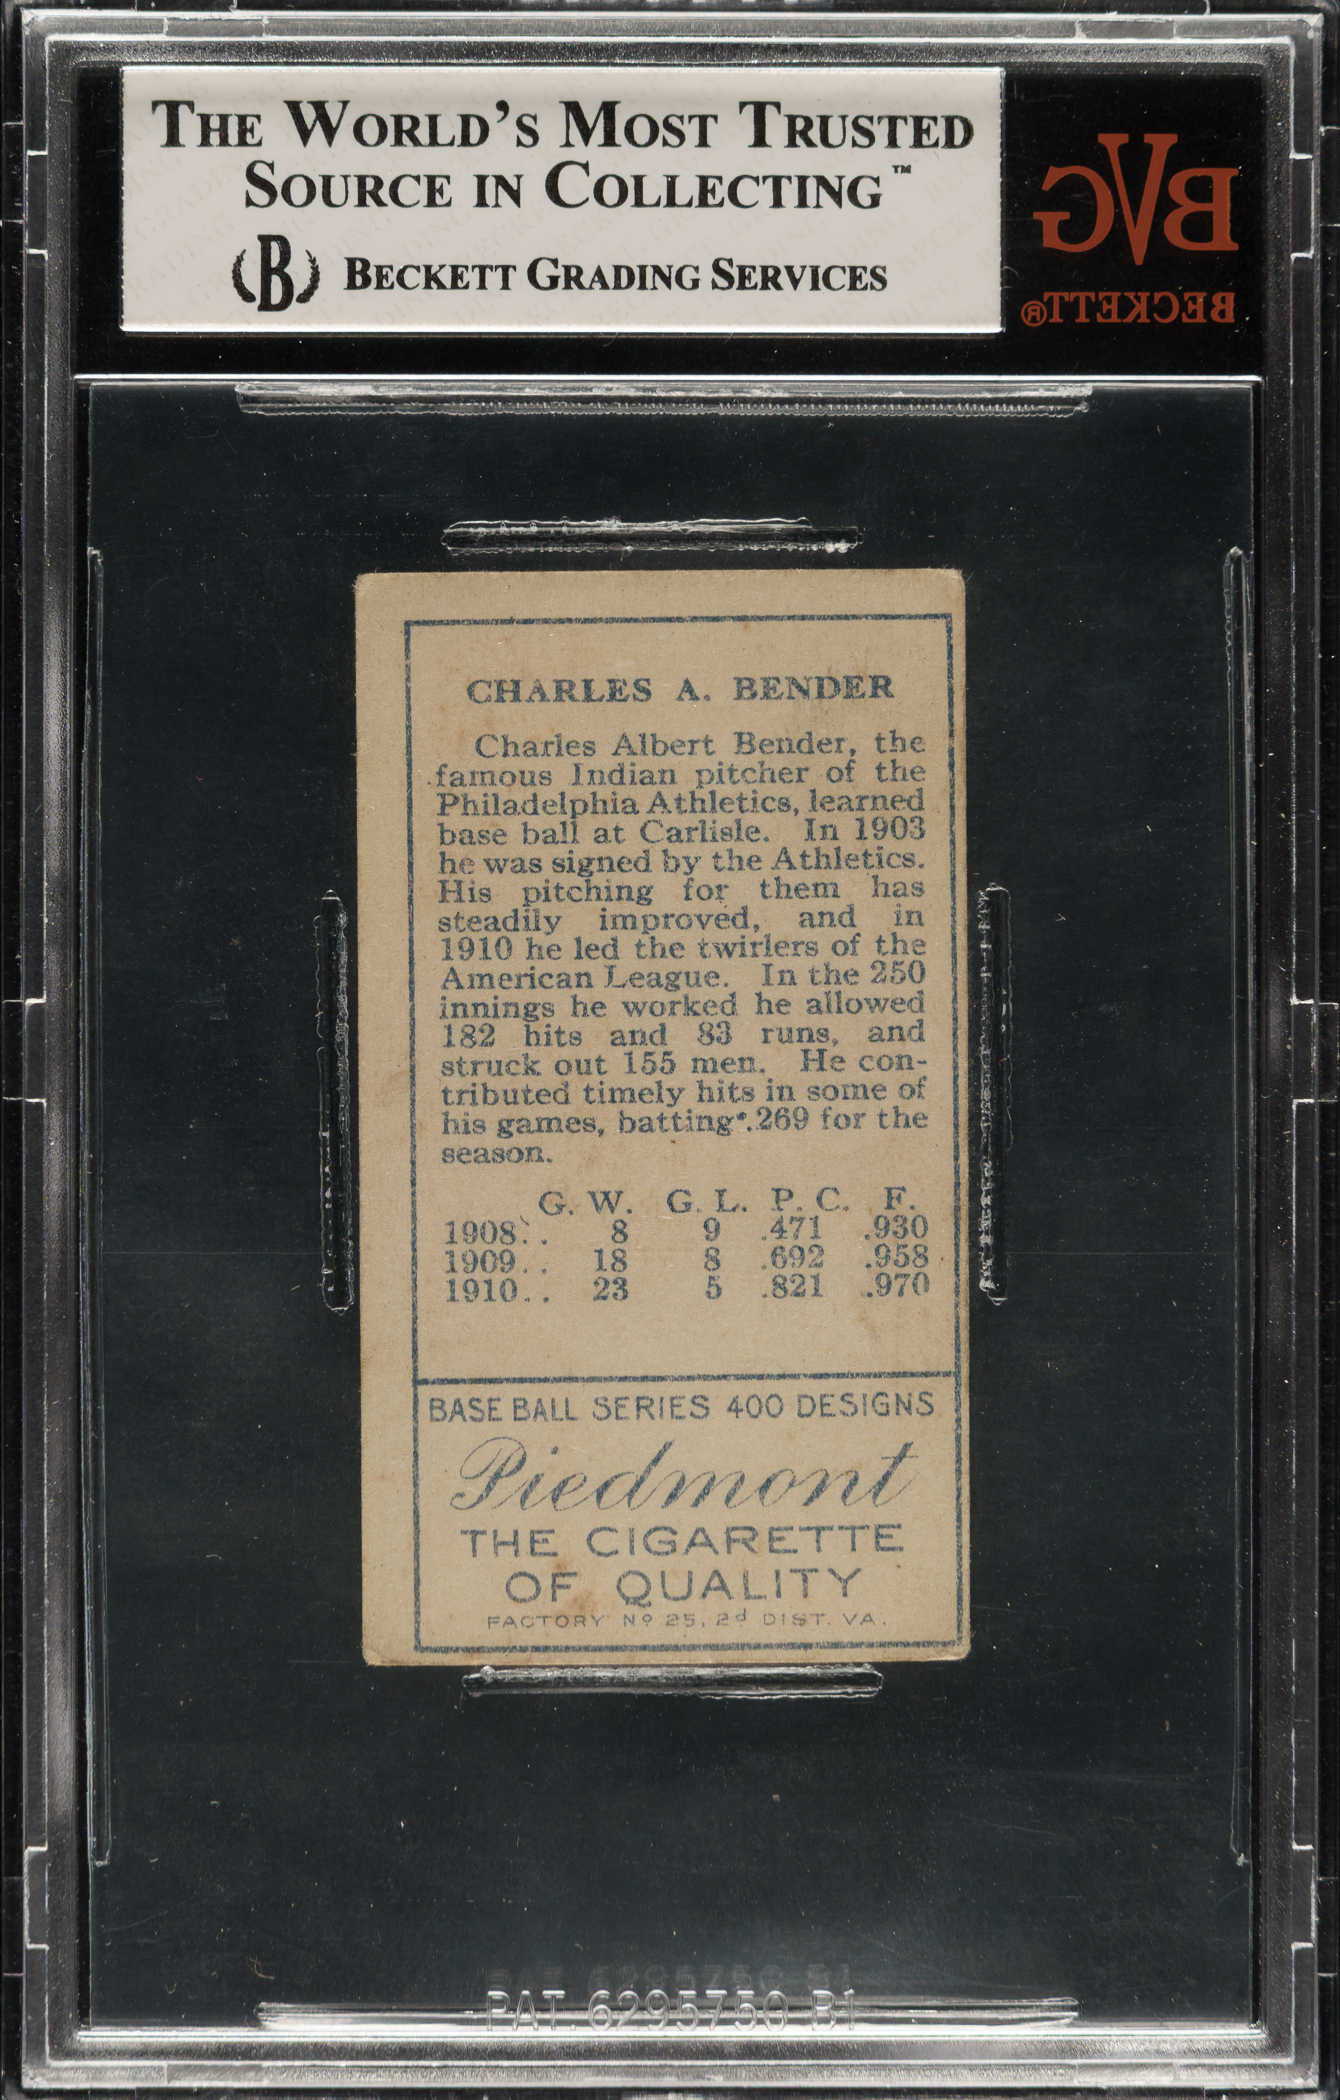 THE WORLD'S MOST TRUSTED
SOURCE IN COLLECTING™
B BECKETT GRADING SERVICES
BVG
BECKETT®
CHARLES A. BENDER
Charles Albert Bender, the
famous Indian pitcher of the
Philadelphia Athletics, learned
base ball at Carlisle. In 1903
he was signed by the Athletics.
His pitching for them has
steadily improved, and in
1910 he led the twirlers of the
American League. In the 250
innings he worked he allowed
182 hits and 83 runs, and
struck out 155 men. He con-
tributed timely hits in some of
his games, batting .269 for the
season.
G. W. G. L. P. C. F.
1908.. 8 9 .471 .930
1909.. 18 8 .692 .958
1910.. 23 5 .821 .970
BASE BALL SERIES 400 DESIGNS
Piedmont
THE CIGARETTE
OF QUALITY
FACTORY Nº 25, 2d DIST. VA.
PAT. 6295750 B1